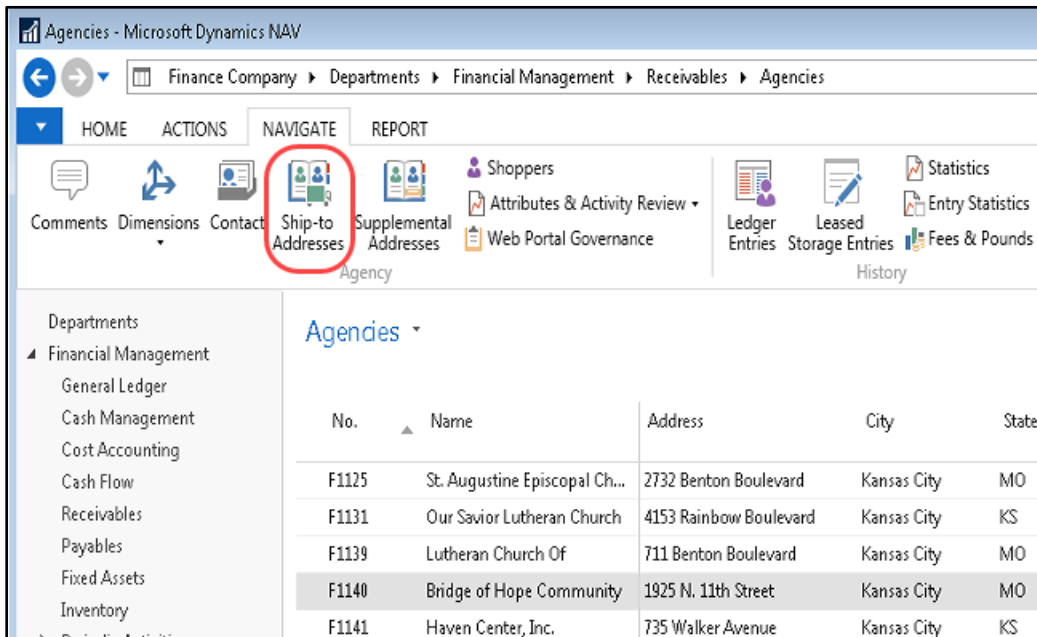 Agencies - Microsoft Dynamics NAV
Finance Company ▸ Departments ▸ Financial Management ▸ Receivables ▸ Agencies
HOME ACTIONS NAVIGATE REPORT
Comments
Dimensions
Contact
Ship-to
Addresses
Supplemental
Addresses
Shoppers
Attributes & Activity Review
Web Portal Governance
Agency
Ledger
Entries
Leased
Storage Entries
Statistics
Entry Statistics
Fees & Pounds
History
Departments
Financial Management
General Ledger
Cash Management
Cost Accounting
Cash Flow
Receivables
Payables
Fixed Assets
Inventory
Agencies
No. Name Address City State
F1125 St. Augustine Episcopal Ch... 2732 Benton Boulevard Kansas City MO
F1131 Our Savior Lutheran Church 4153 Rainbow Boulevard Kansas City KS
F1139 Lutheran Church Of 711 Benton Boulevard Kansas City MO
F1140 Bridge of Hope Community 1925 N. 11th Street Kansas City MO
F1141 Haven Center, Inc. 735 Walker Avenue Kansas City KS